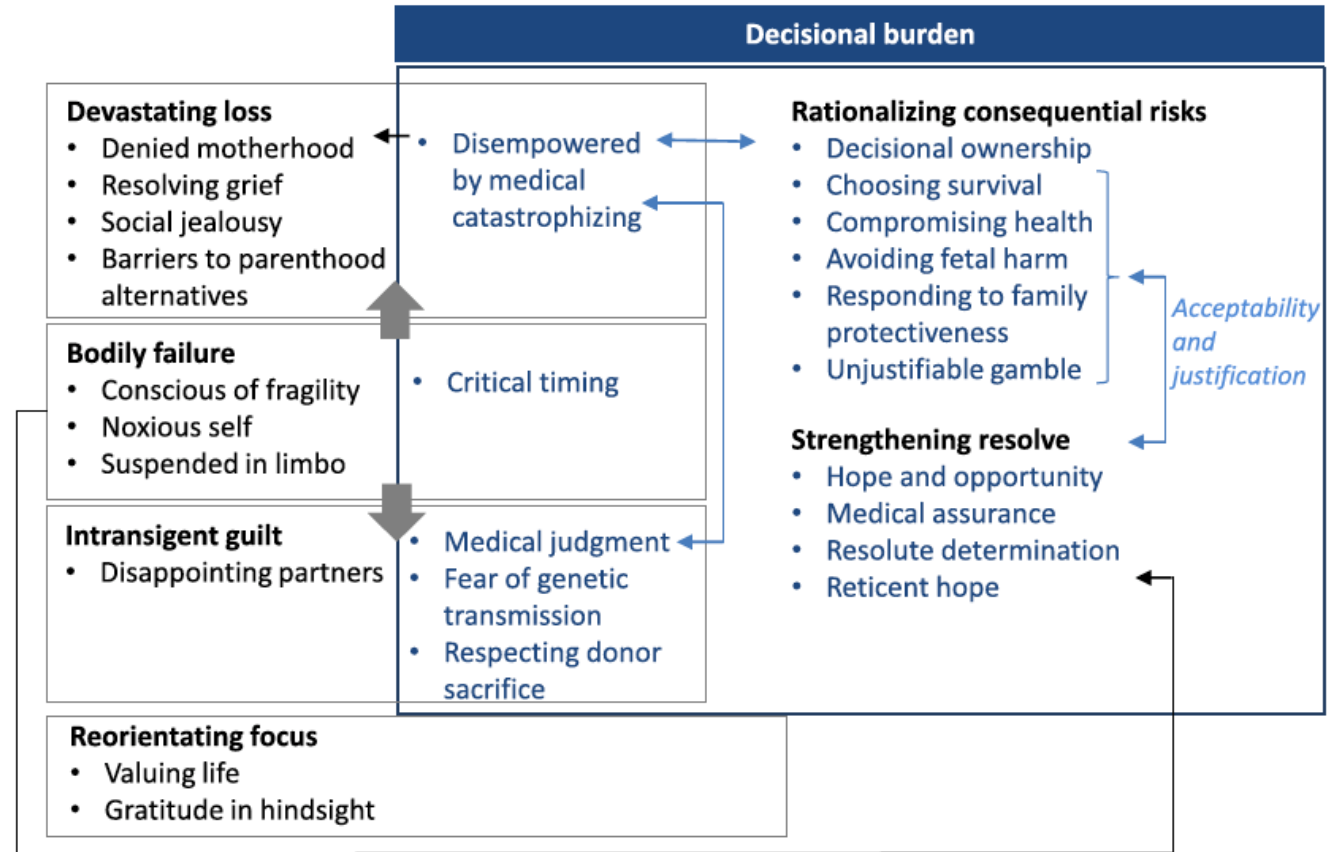 Decisional burden
Devastating loss
• Denied motherhood
• Resolving grief
• Social jealousy
• Barriers to parenthood
alternatives
• Disempowered
by medical
catastrophizing
Bodily failure
• Conscious of fragility
• Noxious self
• Suspended in limbo
• Critical timing
Intransigent guilt
• Disappointing partners
• Medical judgment
• Fear of genetic
transmission
• Respecting donor
sacrifice
Reorientating focus
• Valuing life
• Gratitude in hindsight
Rationalizing consequential risks
• Decisional ownership
• Choosing survival
• Compromising health
• Avoiding fetal harm
• Responding to family
protectiveness
• Unjustifiable gamble
Acceptability
and
justification
Strengthening resolve
• Hope and opportunity
• Medical assurance
• Resolute determination
• Reticent hope